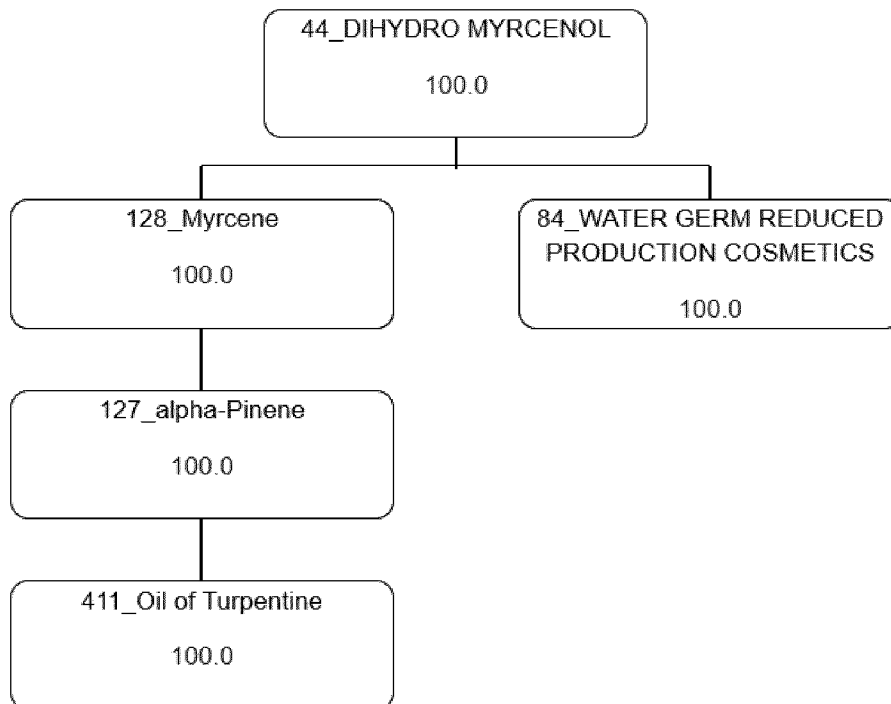 44_DIHYDRO MYRCENOL
100.0
128_Myrcene
100.0
84_WATER GERM REDUCED
PRODUCTION COSMETICS
100.0
127_alpha-Pinene
100.0
411_Oil of Turpentine
100.0